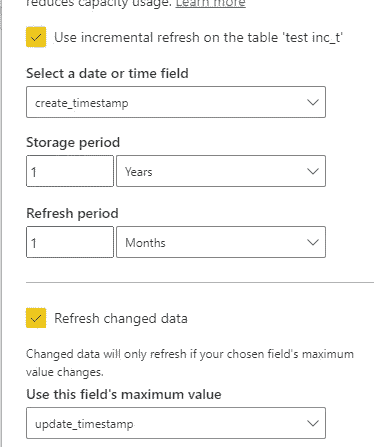 reduces capacity usage. Learn more
Use incremental refresh on the table 'test inc_t'
Select a date or time field
create_timestamp
Storage period
1 Years
Refresh period
1 Months
Refresh changed data
Changed data will only refresh if your chosen field's maximum
value changes.
Use this field's maximum value
update_timestamp